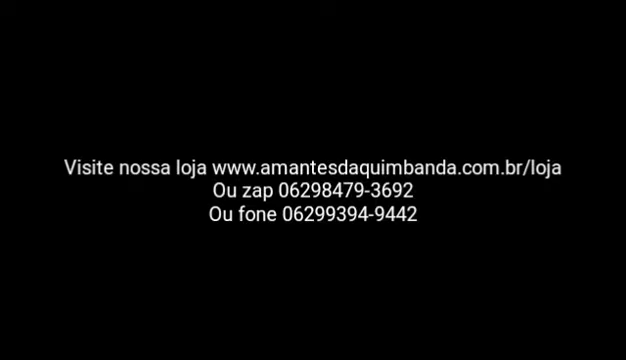 Visite nossa loja www.amantesdaquimbanda.com.br/loja
Ou zap 06298479-3692
Ou fone 06299394-9442